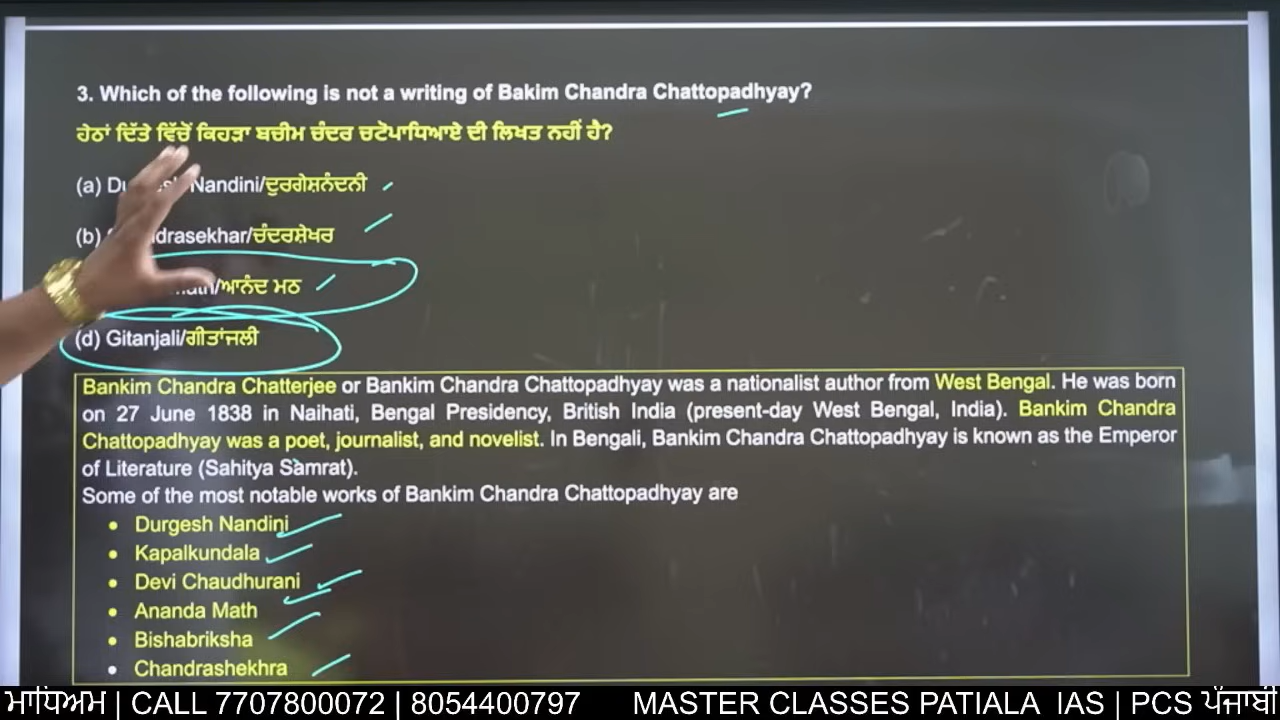 3. Which of the following is not a writing of Bakim Chandra Chattopadhyay?
ਹੇਠਾਂ ਦਿੱਤੇ ਵਿੱਚੋਂ ਕਿਹੜਾ ਬਚੀਮ ਚੰਦਰ ਚਟੋਪਾਧਿਆਏ ਦੀ ਲਿਖਤ ਨਹੀਂ ਹੈ?
(a) Nandini/ਦੁਰਗੇਸ਼ਨੰਦਨੀ
(b) /ਚੰਦਰਸ਼ੇਖਰ
/ਆਨੰਦ ਮਠ
(d) Gitanjali/ਗੀਤਾਂਜਲੀ
Bankim Chandra Chatterjee or Bankim Chandra Chattopadhyay was a nationalist author from West Bengal. He was born
on 27 June 1838 in Naihati, Bengal Presidency, British India (present-day West Bengal, India). Bankim Chandra
Chattopadhyay was a poet, journalist, and novelist. In Bengali, Bankim Chandra Chattopadhyay is known as the Emperor
of Literature (Sahitya Samrat).
Some of the most notable works of Bankim Chandra Chattopadhyay are
• Durgesh Nandini
• Kapalkundala
• Devi Chaudhurani
• Ananda Math
• Bishabriksha
• Chandrashekhra
ਮਾਧਿਅਮ | CALL 7707800072 | 8054400797 MASTER CLASSES PATIALA IAS | PCS ਪੰਜਾਬੀ